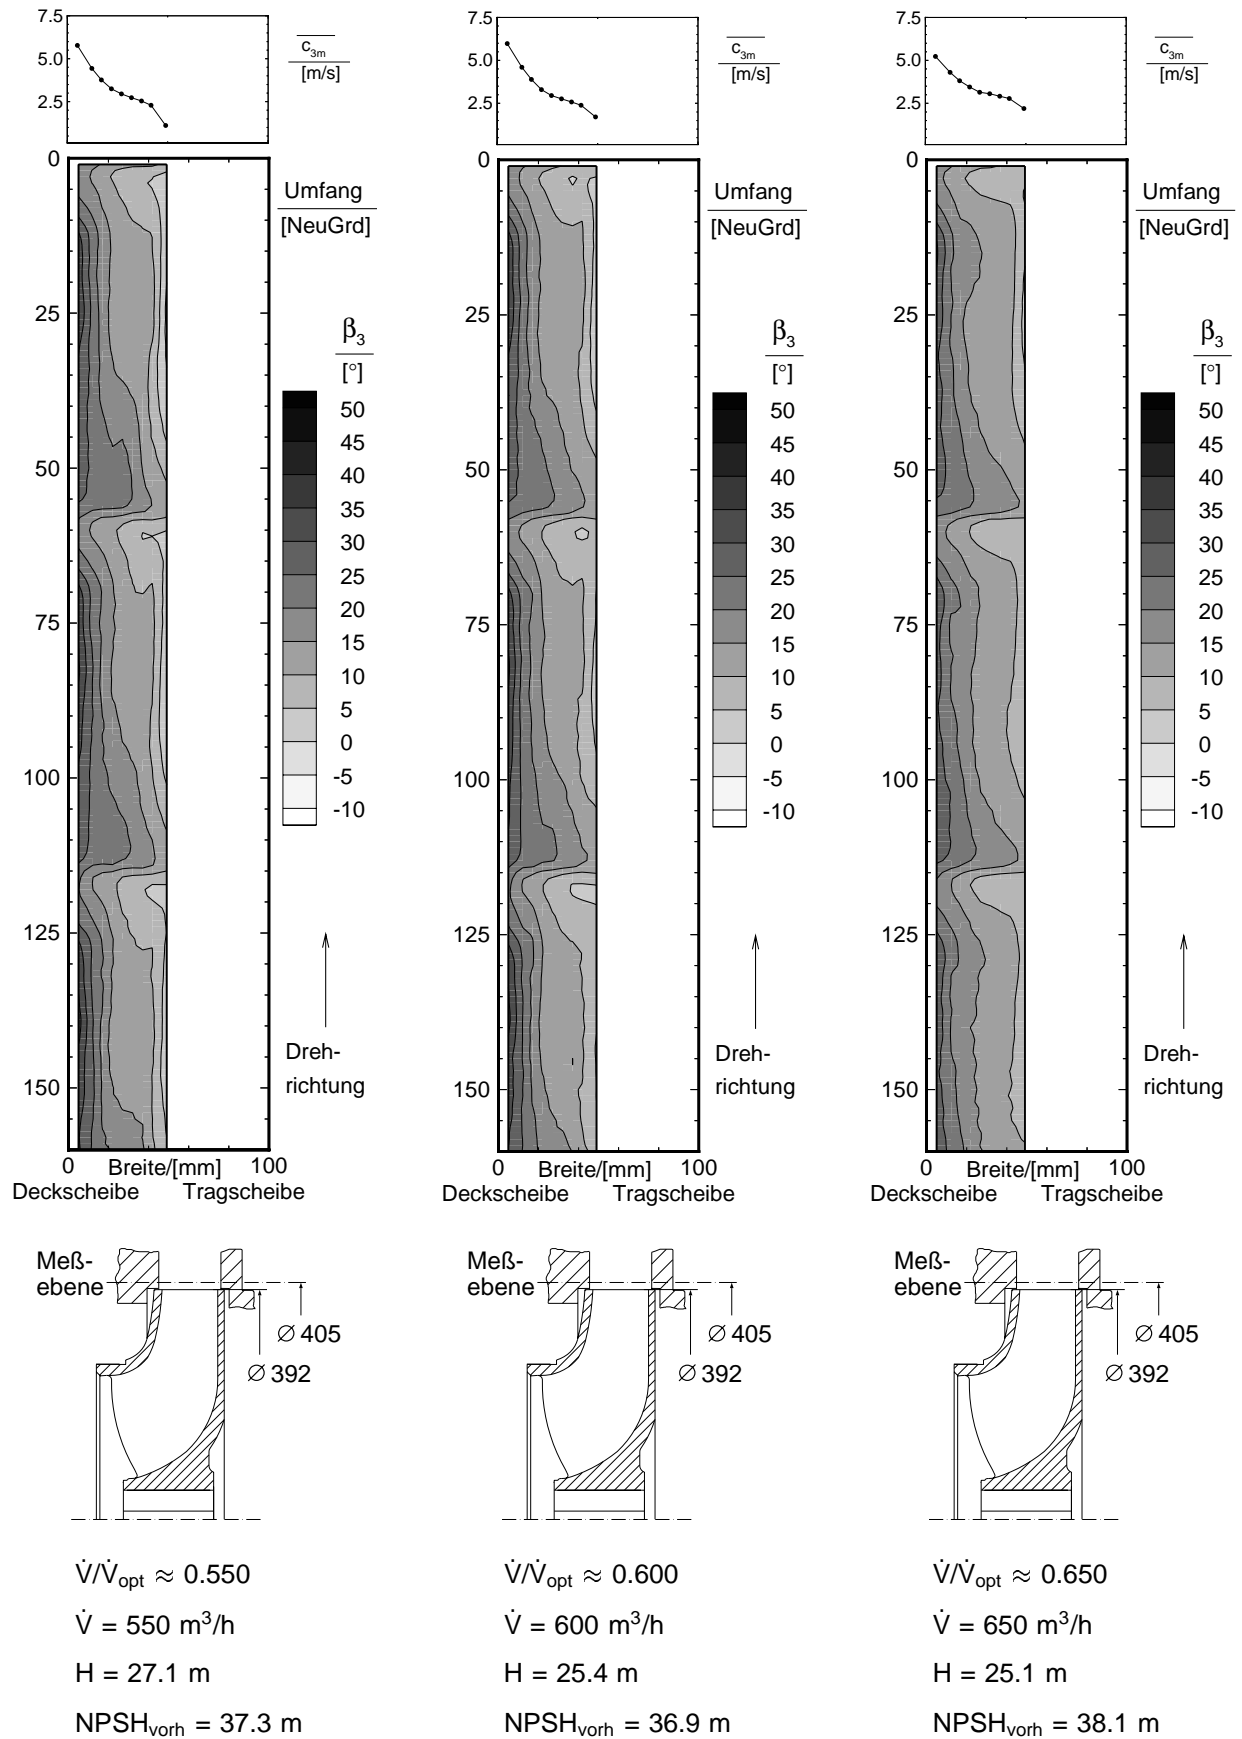 7.5
5.0
2.5
c3m
[m/s]
0
25
50
75
100
125
150
Umfang
[NeuGrd]
β3
[°]
50
45
40
35
30
25
20
15
10
5
0
-5
-10
Dreh-
richtung
0 Breite/[mm] 100
Deckscheibe Tragscheibe
Meß-
ebene
∅ 405
∅ 392
V̇/V̇opt ≈ 0.550
V̇ = 550 m³/h
H = 27.1 m
NPSHvorh = 37.3 m
7.5
5.0
2.5
c3m
[m/s]
0
25
50
75
100
125
150
Umfang
[NeuGrd]
β3
[°]
50
45
40
35
30
25
20
15
10
5
0
-5
-10
Dreh-
richtung
0 Breite/[mm] 100
Deckscheibe Tragscheibe
Meß-
ebene
∅ 405
∅ 392
V̇/V̇opt ≈ 0.600
V̇ = 600 m³/h
H = 25.4 m
NPSHvorh = 36.9 m
7.5
5.0
2.5
c3m
[m/s]
0
25
50
75
100
125
150
Umfang
[NeuGrd]
β3
[°]
50
45
40
35
30
25
20
15
10
5
0
-5
-10
Dreh-
richtung
0 Breite/[mm] 100
Deckscheibe Tragscheibe
Meß-
ebene
∅ 405
∅ 392
V̇/V̇opt ≈ 0.650
V̇ = 650 m³/h
H = 25.1 m
NPSHvorh = 38.1 m